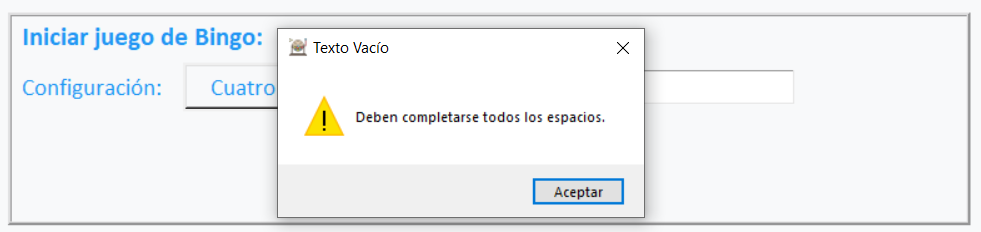 Iniciar juego de Bingo:
Texto Vacío
Configuración:
Cuatro
Deben completarse todos los espacios.
Aceptar